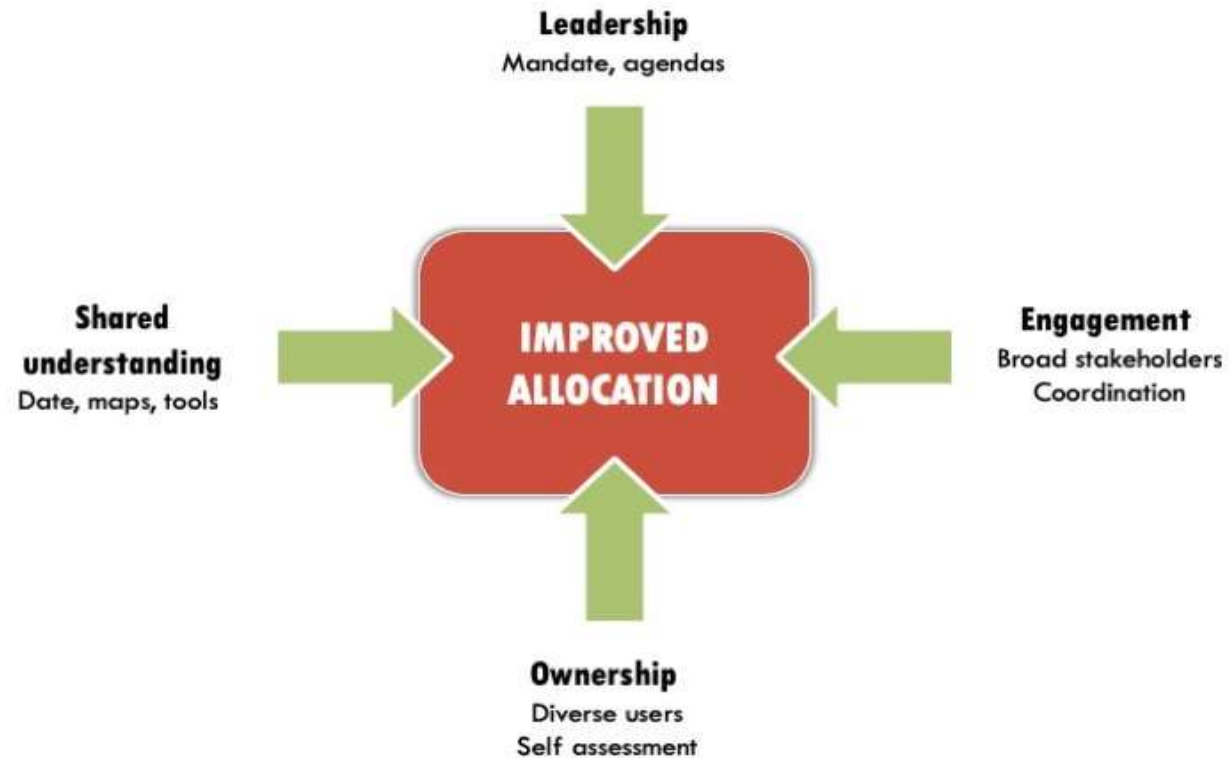 Leadership
Mandate, agendas
Shared
understanding
Date, maps, tools
IMPROVED
ALLOCATION
Engagement
Broad stakeholders
Coordination
Ownership
Diverse users
Self assessment